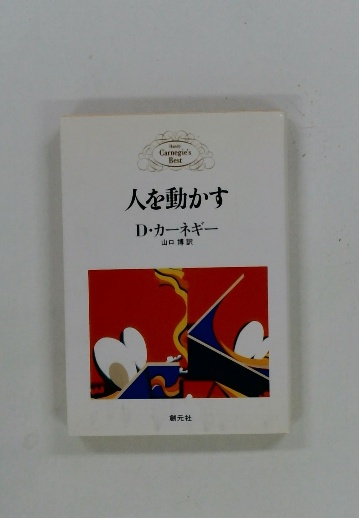 Handy
Carnegie's
Best
人を動かす
D・カーネギー
山口 博 訳
創元社